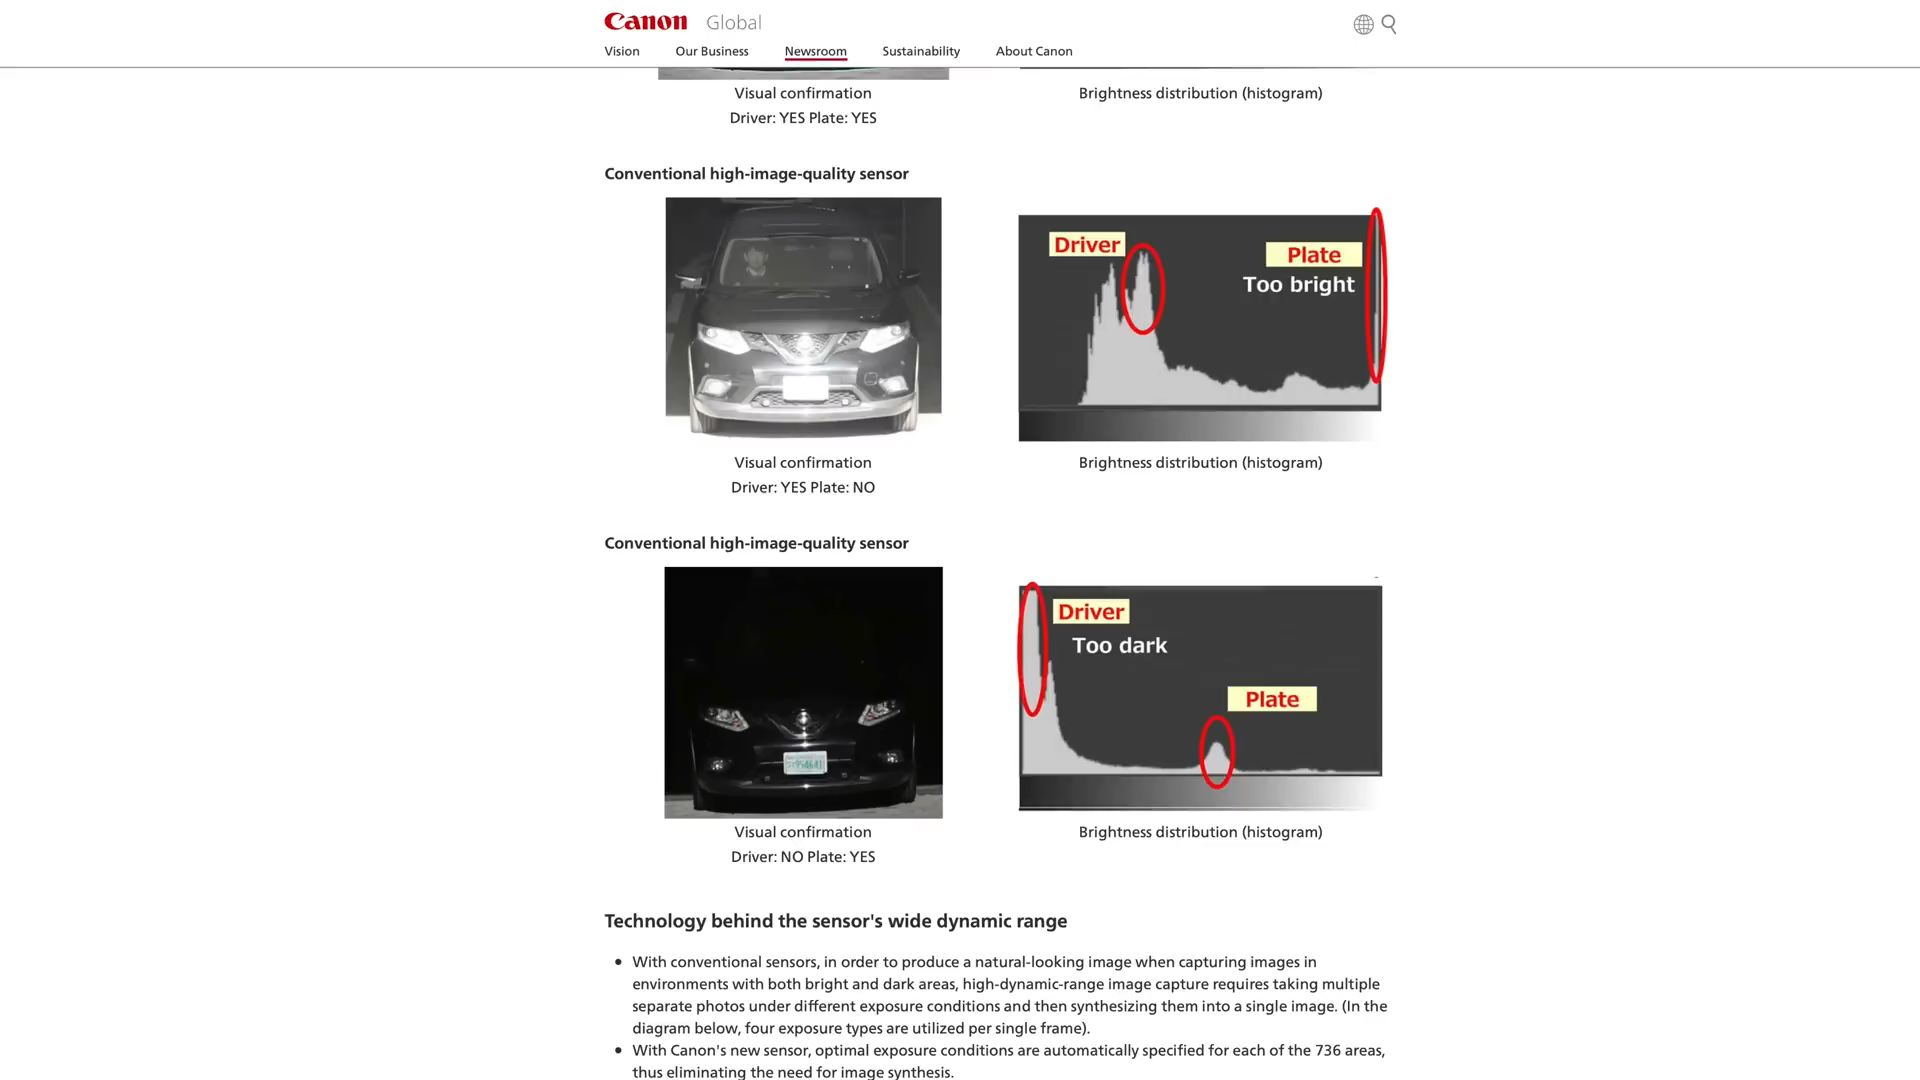 Canon Global
Vision Our Business Newsroom Sustainability About Canon
Visual confirmation
Driver: YES Plate: YES
Brightness distribution (histogram)
Conventional high-image-quality sensor
Driver
Plate
Too bright
Visual confirmation
Driver: YES Plate: NO
Brightness distribution (histogram)
Conventional high-image-quality sensor
Driver
Too dark
Plate
Visual confirmation
Driver: NO Plate: YES
Brightness distribution (histogram)
Technology behind the sensor's wide dynamic range
With conventional sensors, in order to produce a natural-looking image when capturing images in
environments with both bright and dark areas, high-dynamic-range image capture requires taking multiple
separate photos under different exposure conditions and then synthesizing them into a single image. (In the
diagram below, four exposure types are utilized per single frame).
With Canon's new sensor, optimal exposure conditions are automatically specified for each of the 736 areas,
thus eliminating the need for image synthesis.